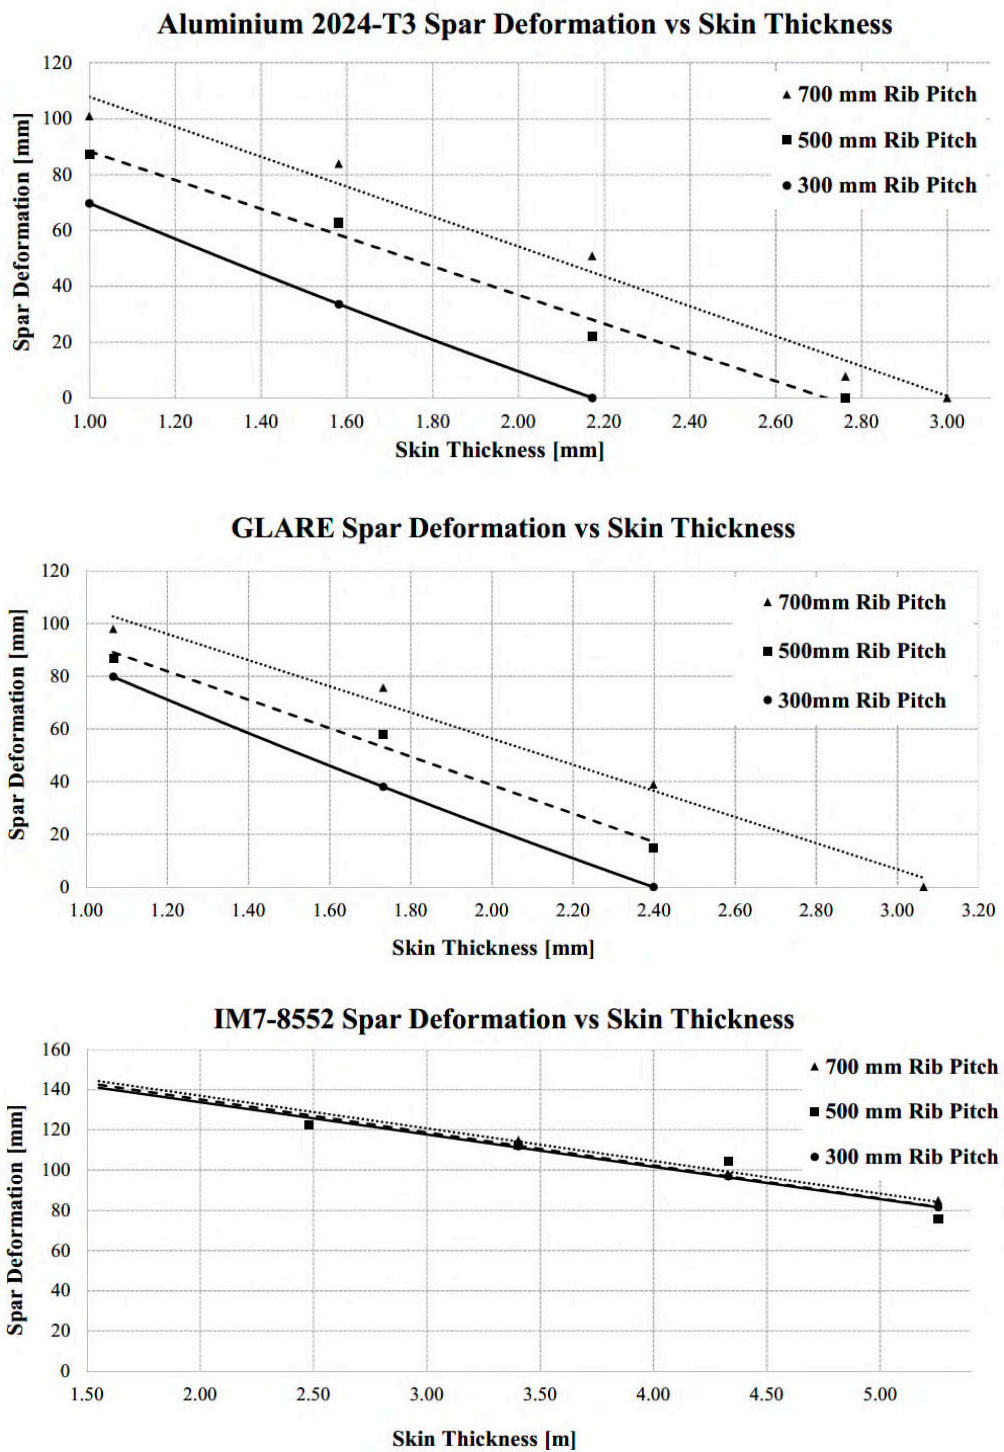 Aluminium 2024-T3 Spar Deformation vs Skin Thickness
120
100
80
60
40
20
0
Spar Deformation [mm]
700 mm Rib Pitch
500 mm Rib Pitch
300 mm Rib Pitch
1.00 1.20 1.40 1.60 1.80 2.00 2.20 2.40 2.60 2.80 3.00
Skin Thickness [mm]
GLARE Spar Deformation vs Skin Thickness
120
100
80
60
40
20
0
Spar Deformation [mm]
700mm Rib Pitch
500mm Rib Pitch
300mm Rib Pitch
1.00 1.20 1.40 1.60 1.80 2.00 2.20 2.40 2.60 2.80 3.00 3.20
Skin Thickness [mm]
IM7-8552 Spar Deformation vs Skin Thickness
160
140
120
100
80
60
40
20
0
Spar Deformation [mm]
700 mm Rib Pitch
500 mm Rib Pitch
300 mm Rib Pitch
1.50 2.00 2.50 3.00 3.50 4.00 4.50 5.00
Skin Thickness [m]